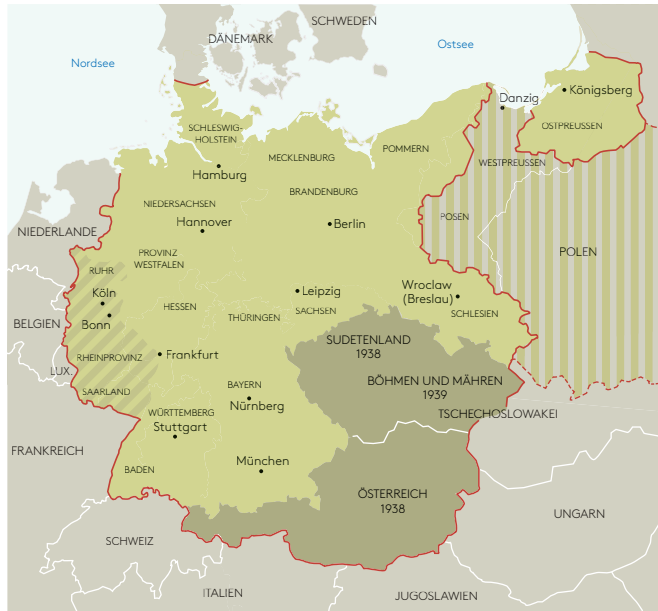 SCHWEDEN
DÄNEMARK
Ostsee
Nordsee
Königsberg
Danzig
OSTPREUSSEN
SCHLESWIG-
HOLSTEIN
MECKLENBURG
POMMERN
WESTPREUSSEN
Hamburg
BRANDENBURG
NIEDERSACHSEN
POSEN
Hannover
Berlin
NIEDERLANDE
POLEN
PROVINZ
WESTFALEN
RUHR
Köln
Leipzig
Wroclaw
(Breslau)
HESSEN
SACHSEN
SCHLESIEN
THÜRINGEN
BELGIEN
Bonn
SUDETENLAND
1938
Frankfurt
RHEINPROVINZ
LUX.
BÖHMEN UND MÄHREN
1939
SAARLAND
BAYERN
Nürnberg
WÜRTTEMBERG
TSCHECHOSLOWAKEI
Stuttgart
FRANKREICH
München
BADEN
ÖSTERREICH
1938
UNGARN
SCHWEIZ
ITALIEN
JUGOSLAWIEN